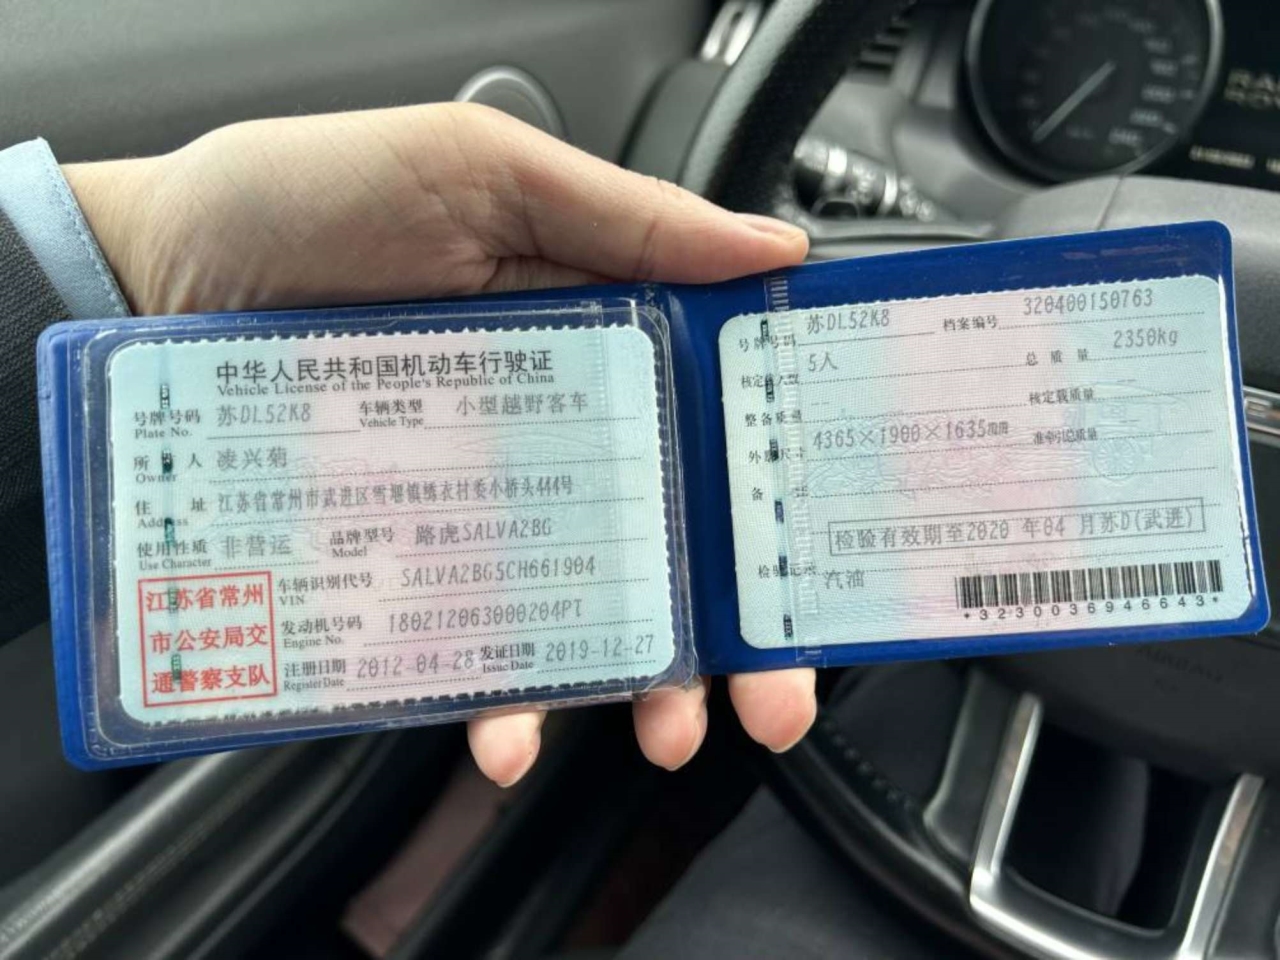 中华人民共和国机动车行驶证
Vehicle License of the People's Republic of China
号牌号码 苏DL52K8 车辆类型 小型越野客车
Plate No. Vehicle Type
所 人 凌兴菊
Owner
住 址 江苏省常州市武进区雪堰镇绣衣村娄小桥头444号
Address
使用性质 非营运 品牌型号 路虎SALVA2BG
Use Character Model
江苏省常州
市公安局交
通警察支队
车辆识别代号 SALVA2BG5CH661904
VIN
发动机号码 180212063000204PT
Engine No.
注册日期 2012-04-28 发证日期 2019-12-27
Register Date Issue Date
号牌号码 苏DL52K8 档案编号 320400150763
核定 人数 5人 总 质 量 2350kg
整备质量 -- 核定载质量
外 尺寸 4365×1900×1635 准牵引总质量
备
检验有效期至2020 年04 月苏D(武进)
检验记录 汽油
*3230036946643*
RA
RO